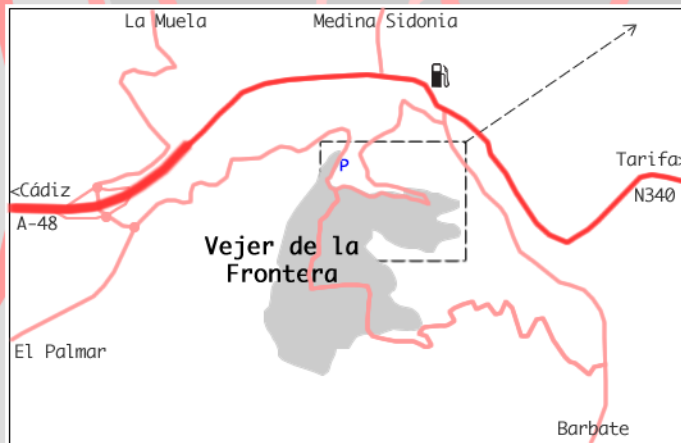 La Muela
Medina Sidonia
P
Tarifa>
<Cádiz
N340
A-48
Vejer de la
Frontera
El Palmar
Barbate